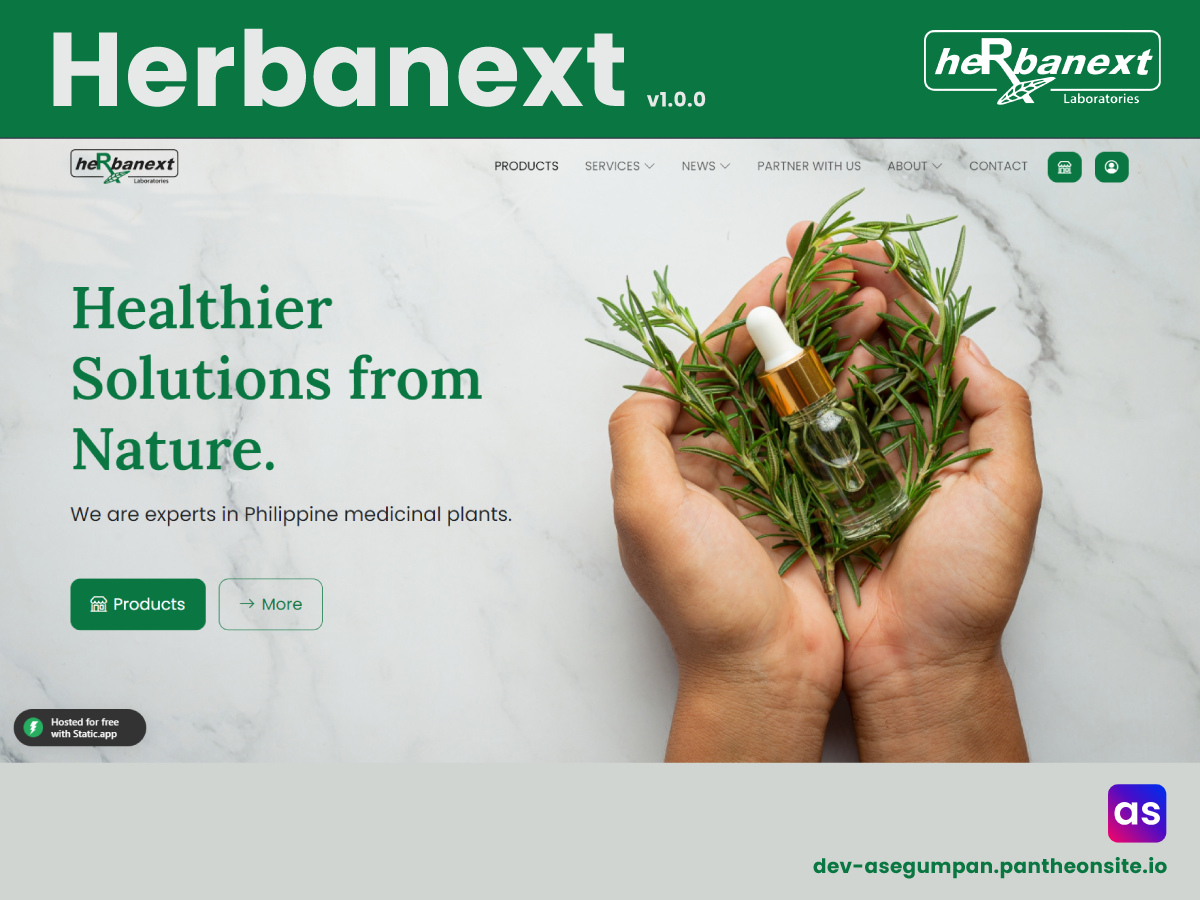 Herbanext v1.0.0
heRbanext
Laboratories
heRbanext
Laboratories
PRODUCTS SERVICES NEWS PARTNER WITH US ABOUT CONTACT
Healthier
Solutions from
Nature.
We are experts in Philippine medicinal plants.
Products More
Hosted for free
with Static.app
as
dev-asegumpan.pantheonsite.io